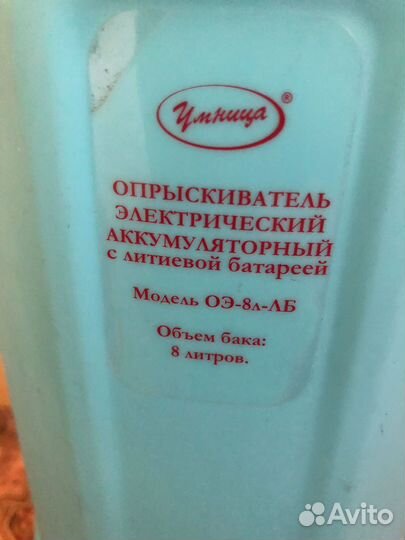 Умница®
ОПРЫСКИВАТЕЛЬ
ЭЛЕКТРИЧЕСКИЙ
АККУМУЛЯТОРНЫЙ
с литиевой батареей
Модель ОЭ-8л-ЛБ
Объем бака:
8 литров.
Avito